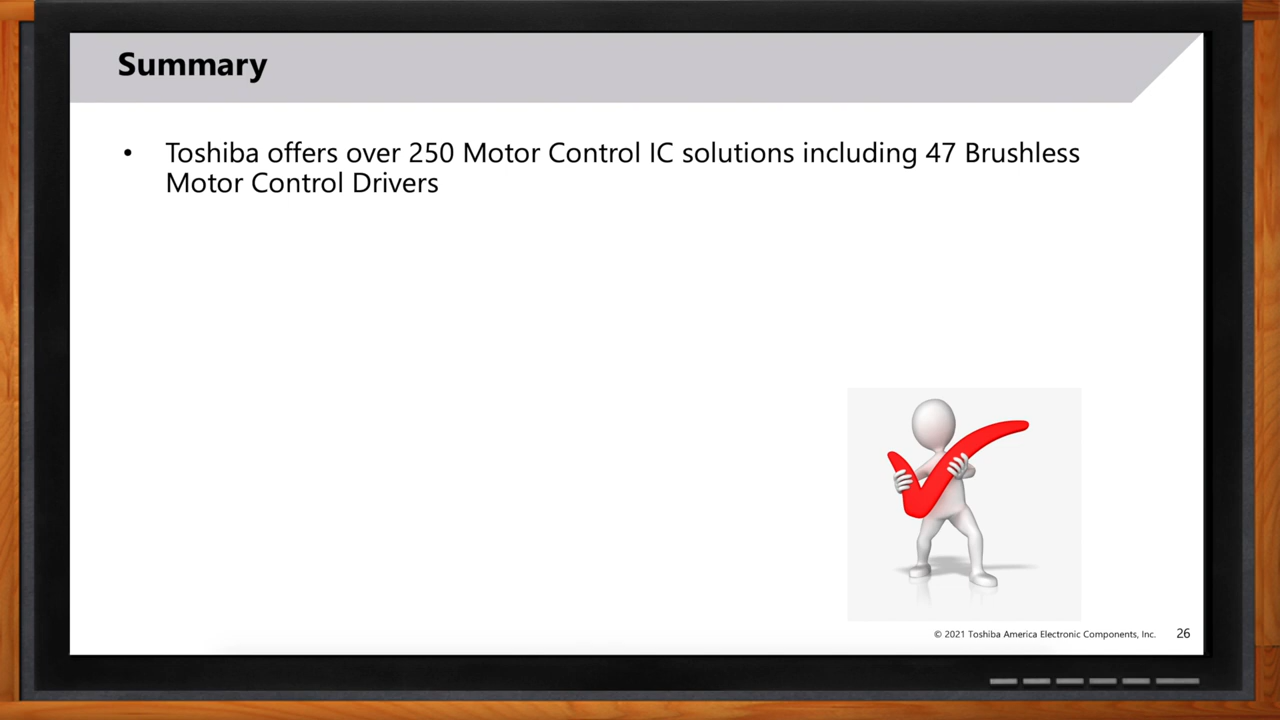 Summary
• Toshiba offers over 250 Motor Control IC solutions including 47 Brushless
Motor Control Drivers
© 2021 Toshiba America Electronic Components, Inc. 26